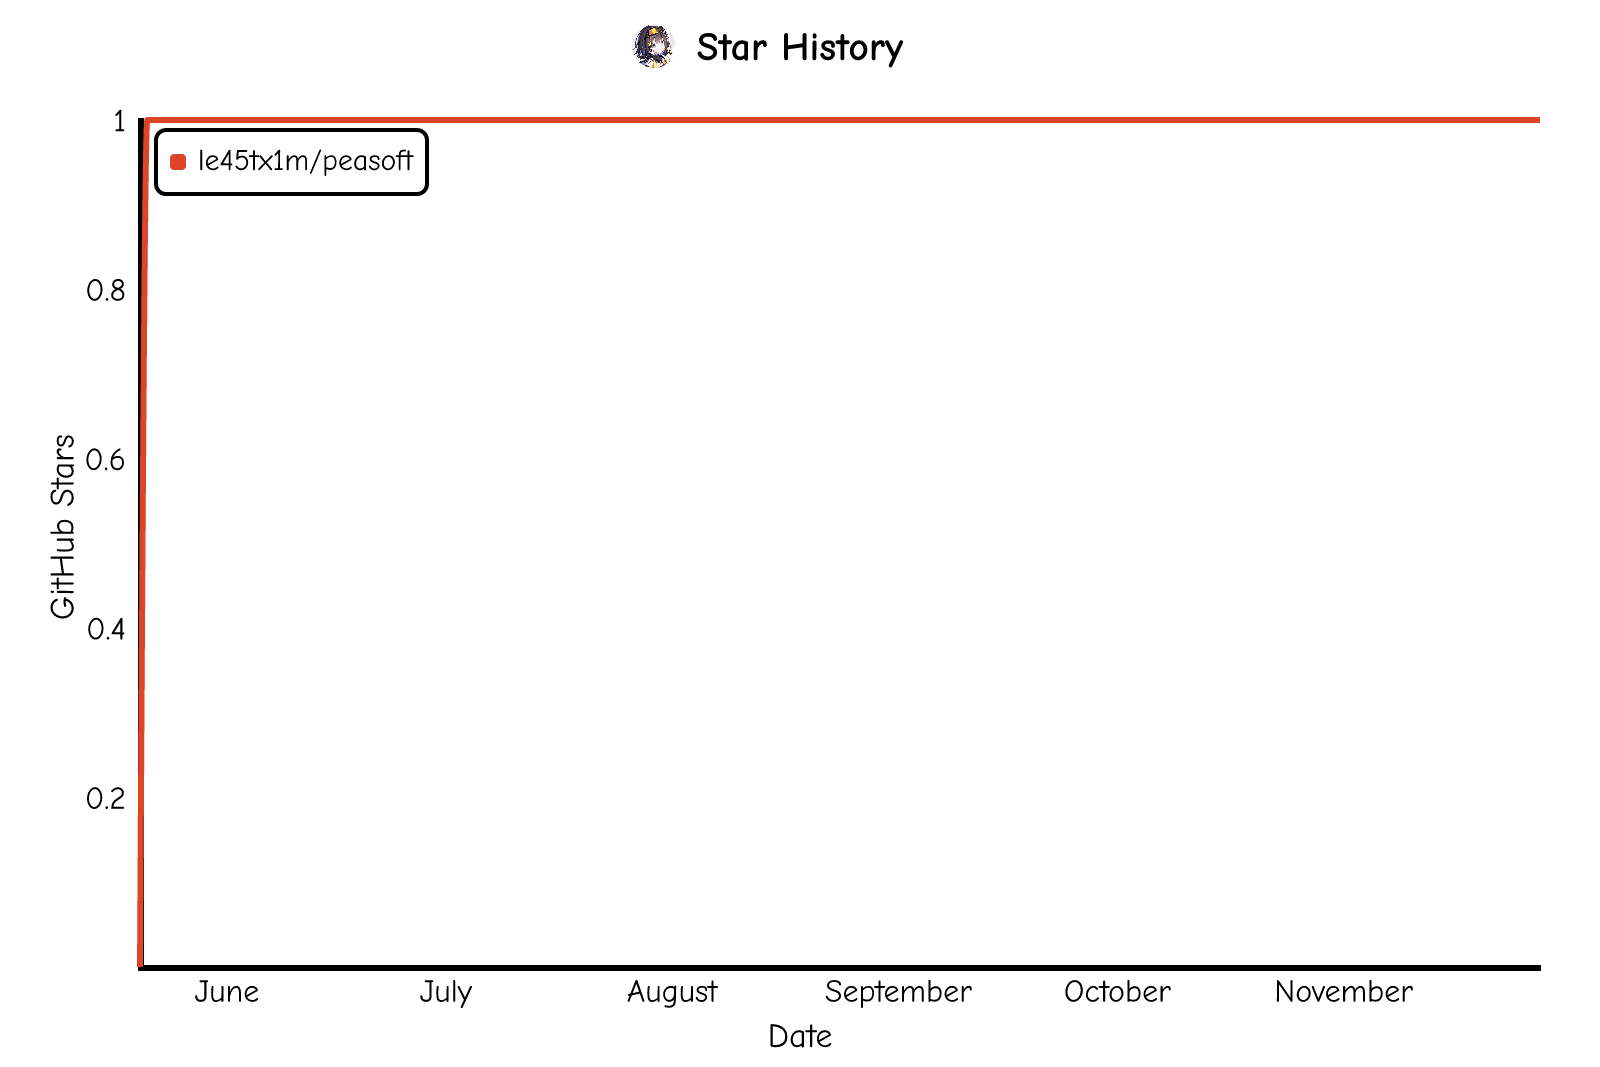 Star History
1
le45tx1m/peasoft
0.8
0.6
0.4
0.2
GitHub Stars
June July August September October November
Date